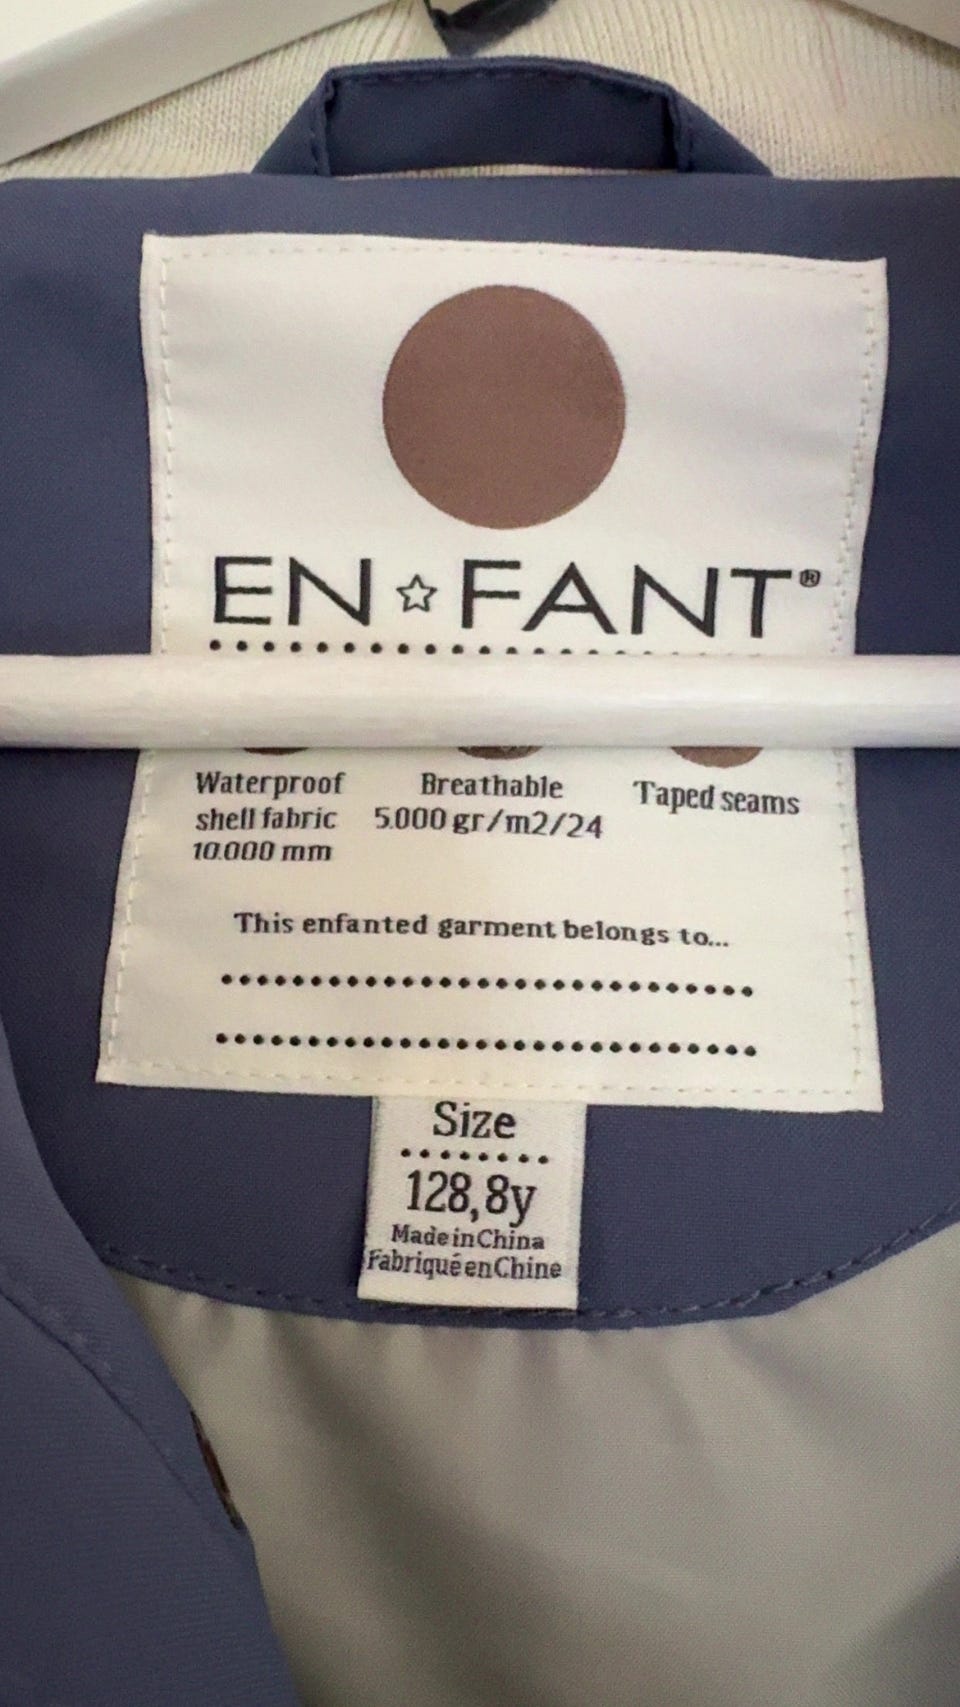 EN☆FANT®
Waterproof
shell fabric
10.000 mm
Breathable
5.000 gr/m2/24
Taped seams
This enfanted garment belongs to...
Size
128,8y
Made in China
Fabriqué en Chine